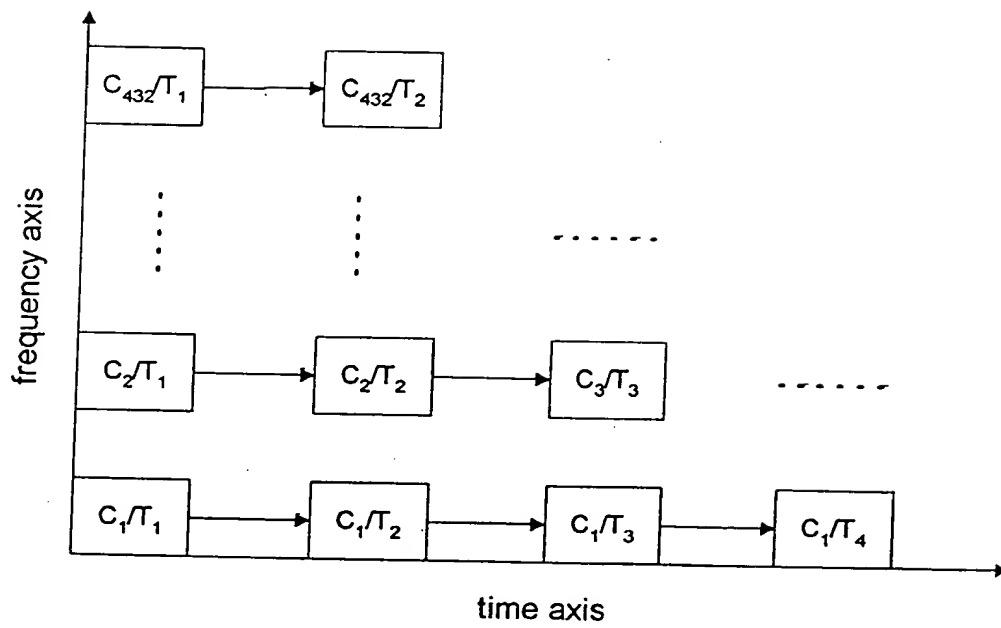 C₄₃₂/T₁
C₄₃₂/T₂
frequency axis
C₂/T₁
C₂/T₂
C₃/T₃
C₁/T₁
C₁/T₂
C₁/T₃
C₁/T₄
time axis